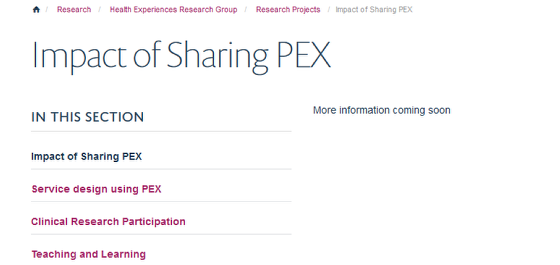 / Research / Health Experiences Research Group / Research Projects / Impact of Sharing PEX
Impact of Sharing PEX
IN THIS SECTION
Impact of Sharing PEX
Service design using PEX
Clinical Research Participation
Teaching and Learning
More information coming soon